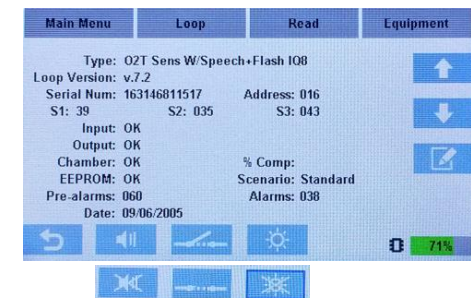 Main Menu Loop Read Equipment
Type: O2T Sens W/Speech+Flash IQ8
Loop Version: v.7.2
Serial Num: 163146811517 Address: 016
S1: 39 S2: 035 S3: 043
Input: OK
Output: OK
Chamber: OK % Comp:
EEPROM: OK Scenario: Standard
Pre-alarms: 060 Alarms: 038
Date: 09/06/2005
71%